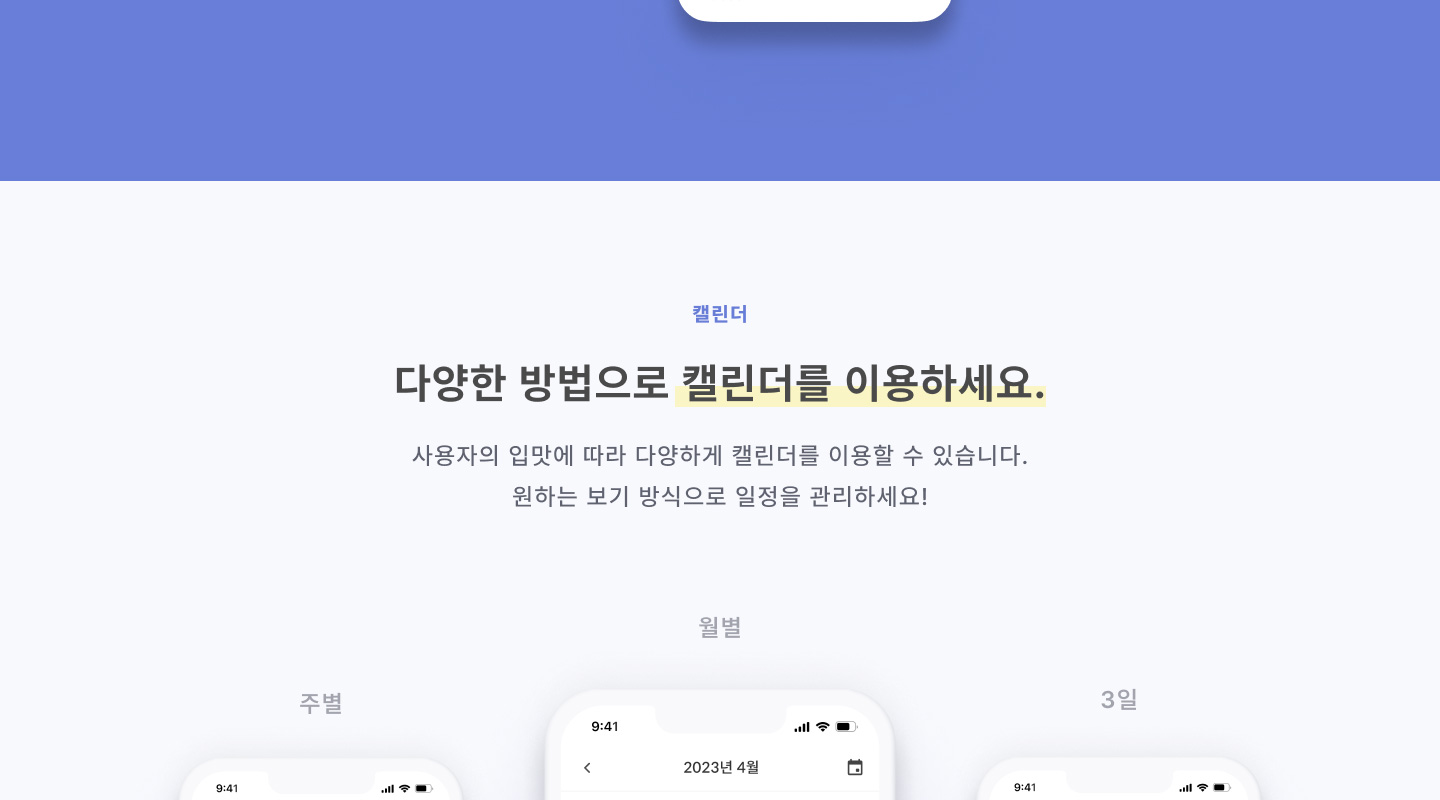 캘린더
다양한 방법으로 캘린더를 이용하세요.
사용자의 입맛에 따라 다양하게 캘린더를 이용할 수 있습니다.
원하는 보기 방식으로 일정을 관리하세요!
월별
주별
3일
9:41
2023년 4월
9:41
9:41